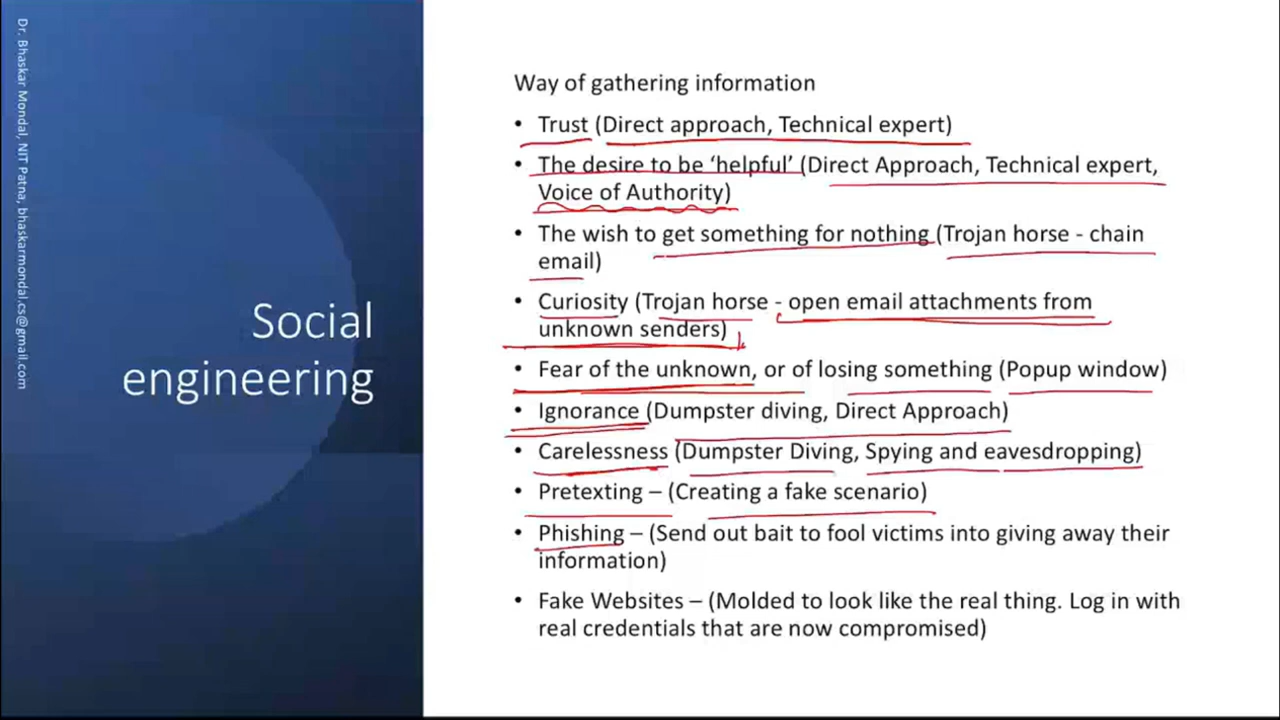 Dr. Bhaskar Mondal, NIT Patna, bhaskarmondal.cs@gmail.com
Social
engineering
Way of gathering information
• Trust (Direct approach, Technical expert)
• The desire to be ‘helpful’ (Direct Approach, Technical expert,
Voice of Authority)
• The wish to get something for nothing (Trojan horse - chain
email)
• Curiosity (Trojan horse - open email attachments from
unknown senders)
• Fear of the unknown, or of losing something (Popup window)
• Ignorance (Dumpster diving, Direct Approach)
• Carelessness (Dumpster Diving, Spying and eavesdropping)
• Pretexting – (Creating a fake scenario)
• Phishing – (Send out bait to fool victims into giving away their
information)
• Fake Websites – (Molded to look like the real thing. Log in with
real credentials that are now compromised)